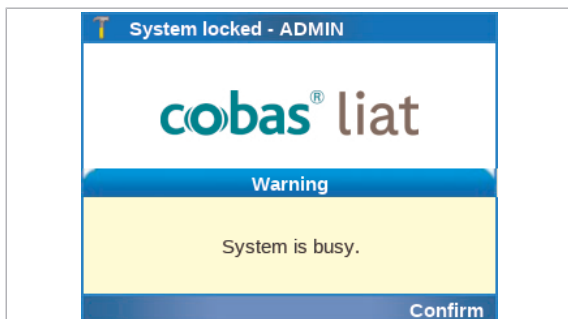 System locked - ADMIN
cobas® liat
Warning
System is busy.
Confirm